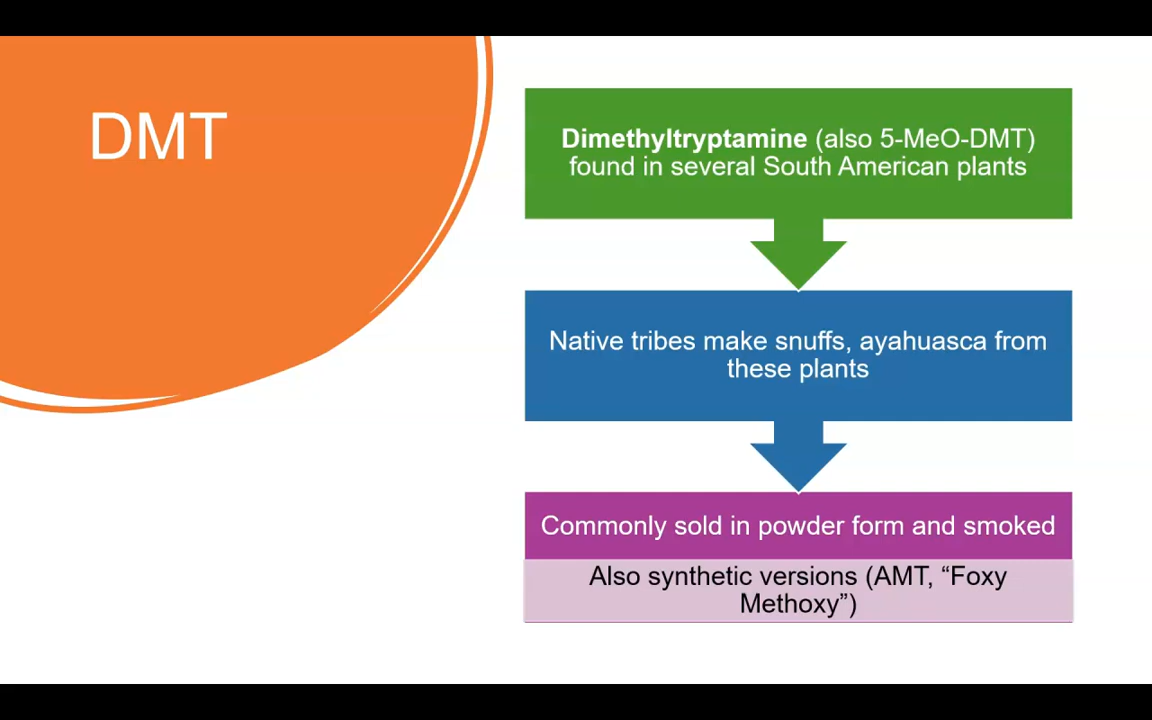 DMT
Dimethyltryptamine (also 5-MeO-DMT)
found in several South American plants
Native tribes make snuffs, ayahuasca from
these plants
Commonly sold in powder form and smoked
Also synthetic versions (AMT, “Foxy
Methoxy”)